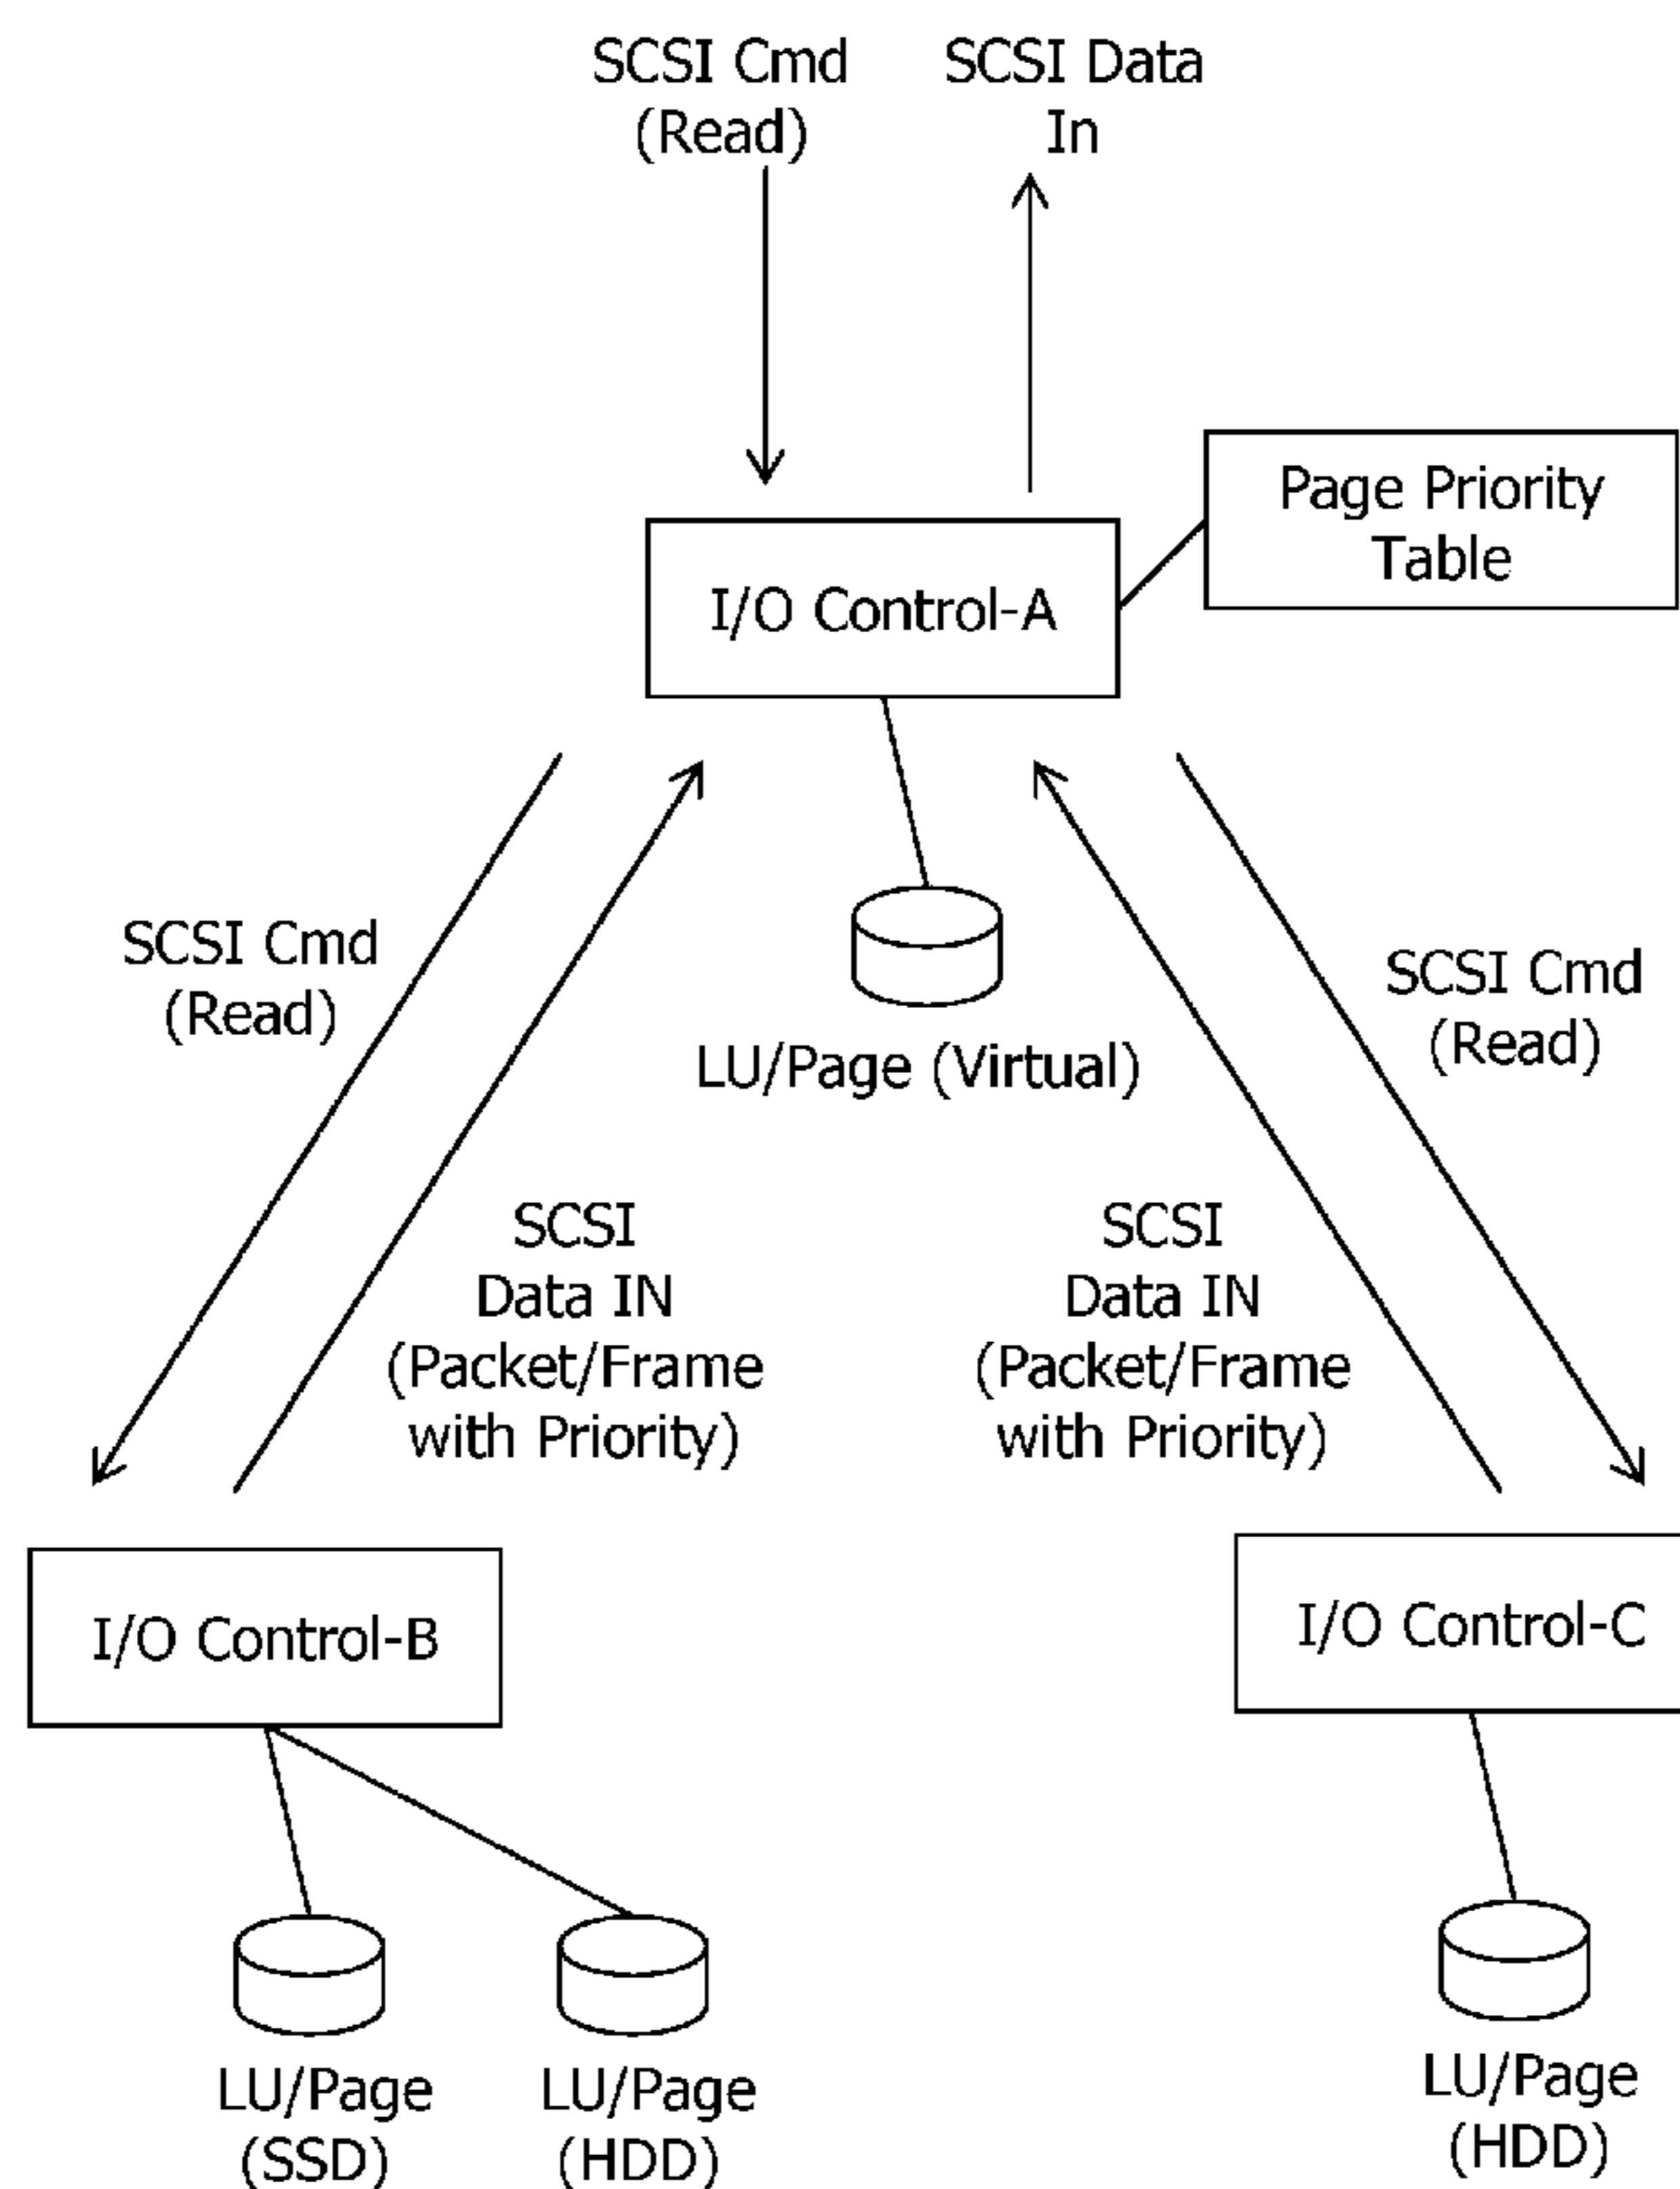 SCSI Cmd
(Read)
SCSI Data
In
Page Priority
Table
I/O Control-A
SCSI Cmd
(Read)
LU/Page (Virtual)
SCSI Cmd
(Read)
SCSI
Data IN
(Packet/Frame
with Priority)
SCSI
Data IN
(Packet/Frame
with Priority)
I/O Control-B
I/O Control-C
LU/Page
(SSD)
LU/Page
(HDD)
LU/Page
(HDD)